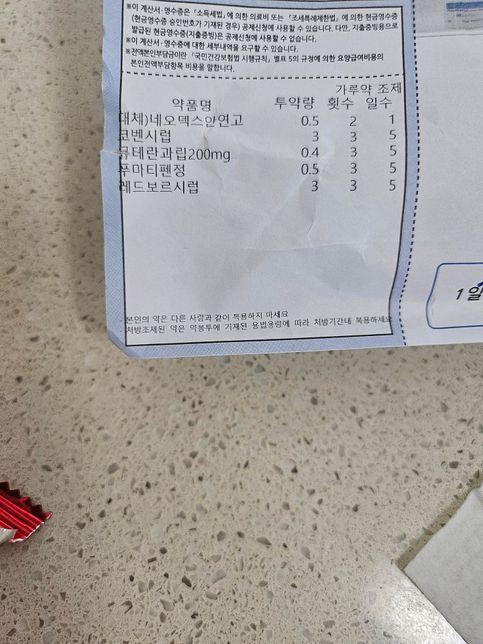 ※이 계산서·영수증은 「소득세법」에 의한 의료비 또는 「조세특례제한법」에 의한 현금영수증
(현금영수증 승인번호가 기재된 경우) 공제신청에 사용할 수 있습니다. 다만, 지출증빙용으로
발급된 현금영수증(지출증빙)은 공제신청에 사용할 수 없습니다.
※이 계산서·영수증에 대한 세부내역을 요구할 수 있습니다.
※전액본인부담금이란 「국민건강보험법 시행규칙」별표 5의 규정에 의한 요양급여비용의
본인전액부담항목 비용을 말합니다.
가루약 조제
약품명 투약량 횟수 일수
대체)네오덱스안연고 0.5 2 1
코벤시럽 3 3 5
뮤테란과립200mg 0.4 3 5
푸마티펜정 0.5 3 5
레드보르시럽 3 3 5
1일
본인의 약은 다른 사람과 같이 복용하지 마세요
처방조제된 약은 약봉투에 기재된 용법용량에 따라 처방기간내 복용하세요